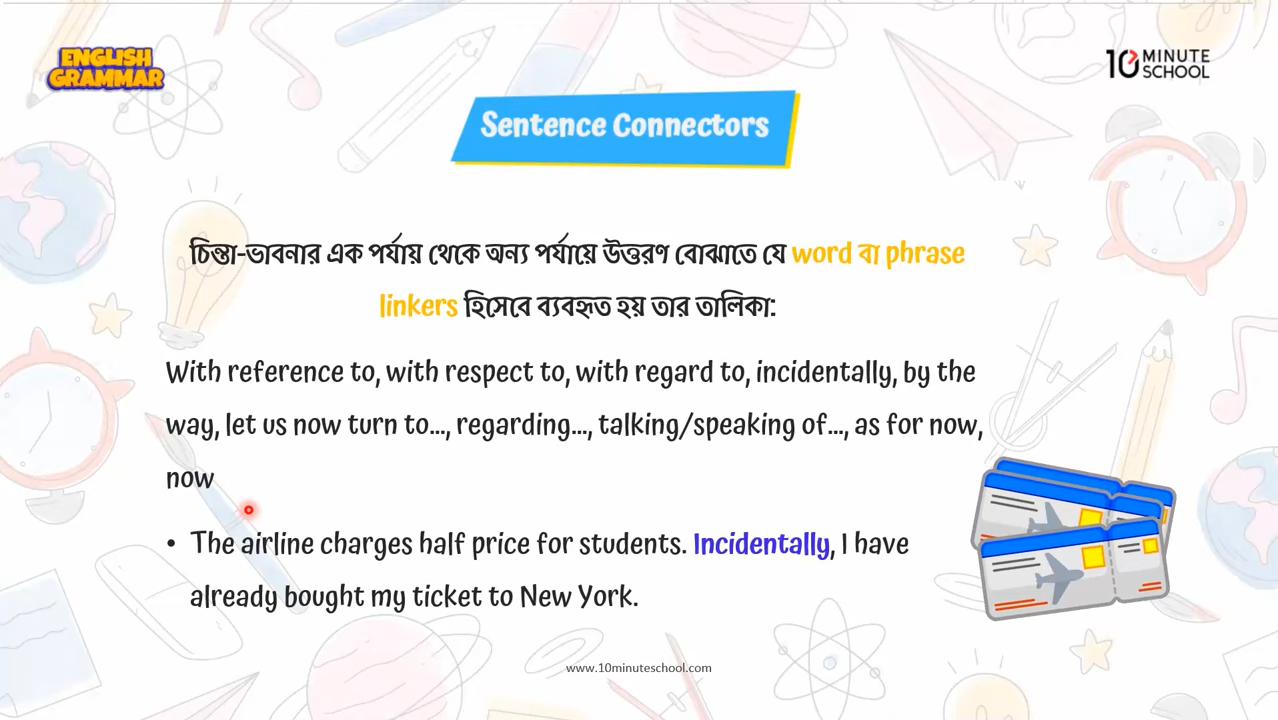 ENGLISH
GRAMMAR
10 MINUTE
SCHOOL
Sentence Connectors
চিন্তা-ভাবনার এক পর্যায় থেকে অন্য পর্যায়ে উত্তরণ বোঝাতে যে word বা phrase
linkers হিসেবে ব্যবহৃত হয় তার তালিকা:
With reference to, with respect to, with regard to, incidentally, by the
way, let us now turn to..., regarding..., talking/speaking of..., as for now,
now
• The airline charges half price for students. Incidentally, I have
already bought my ticket to New York.
www.10minuteschool.com